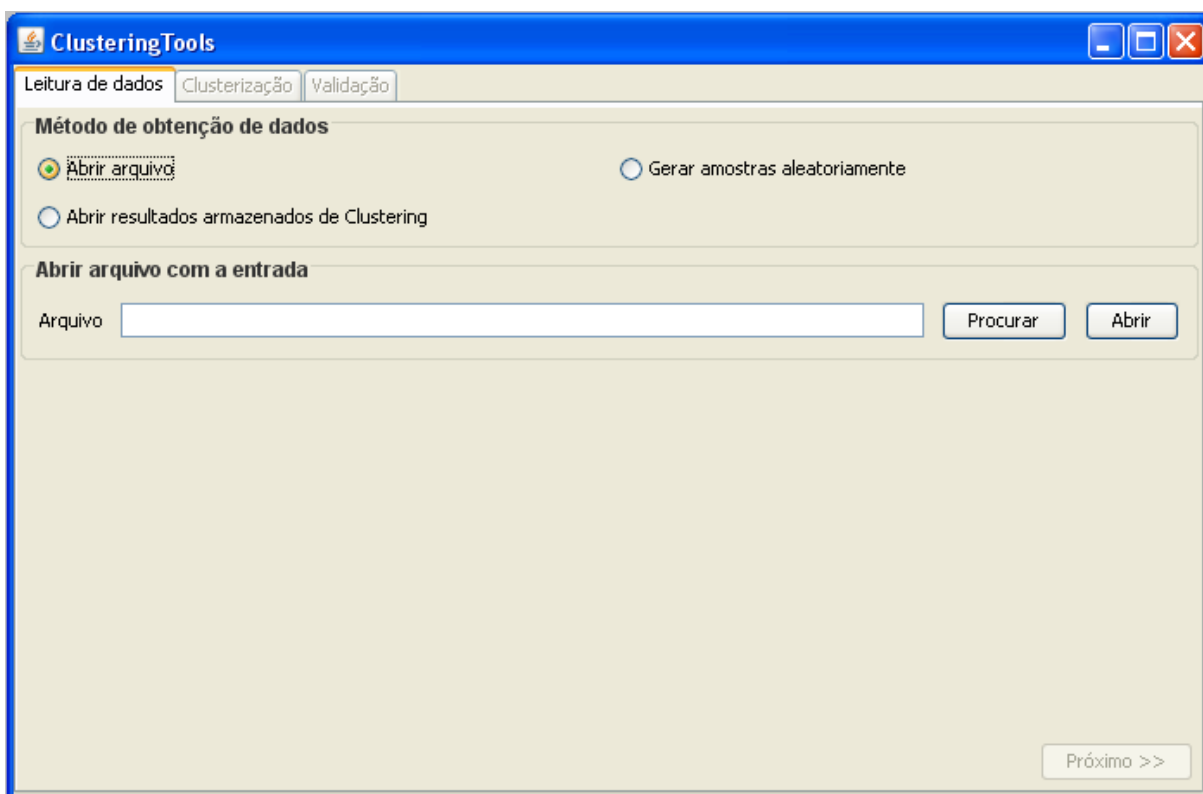 ClusteringTools
Leitura de dados Clusterização Validação
Método de obtenção de dados
Abrir arquivo Gerar amostras aleatoriamente
Abrir resultados armazenados de Clustering
Abrir arquivo com a entrada
Arquivo Procurar Abrir
Próximo >>